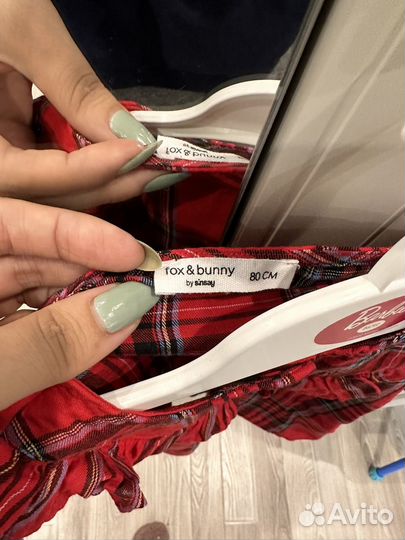 fox & bunny
by sinsay
80 CM
Avito